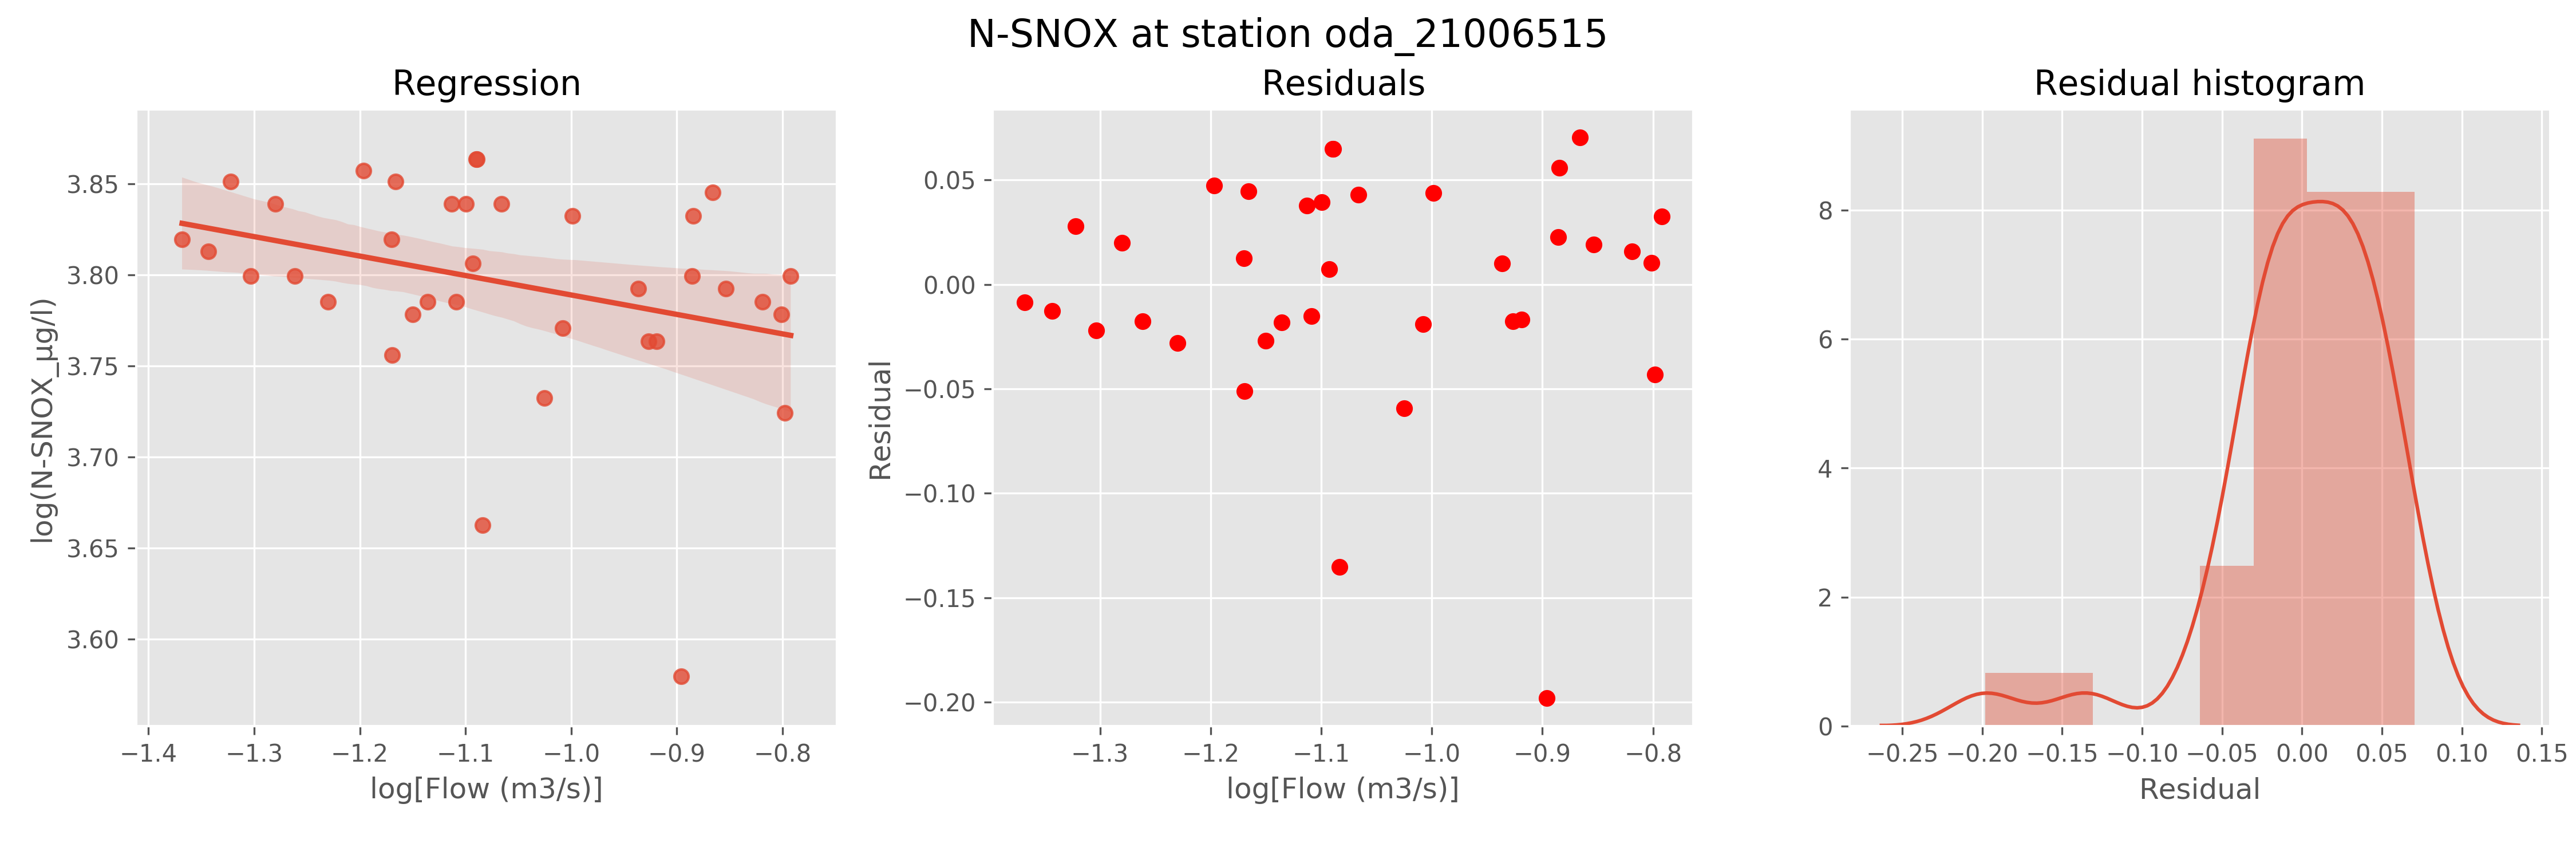 N-SNOX at station oda_21006515
Regression
3.85
3.80
3.75
3.70
3.65
3.60
log(N-SNOX_μg/l)
−1.4 −1.3 −1.2 −1.1 −1.0 −0.9 −0.8
log[Flow (m3/s)]
Residuals
0.05
0.00
−0.05
−0.10
−0.15
−0.20
Residual
−1.3 −1.2 −1.1 −1.0 −0.9 −0.8
log[Flow (m3/s)]
Residual histogram
8
6
4
2
0
−0.25 −0.20 −0.15 −0.10 −0.05 0.00 0.05 0.10 0.15
Residual